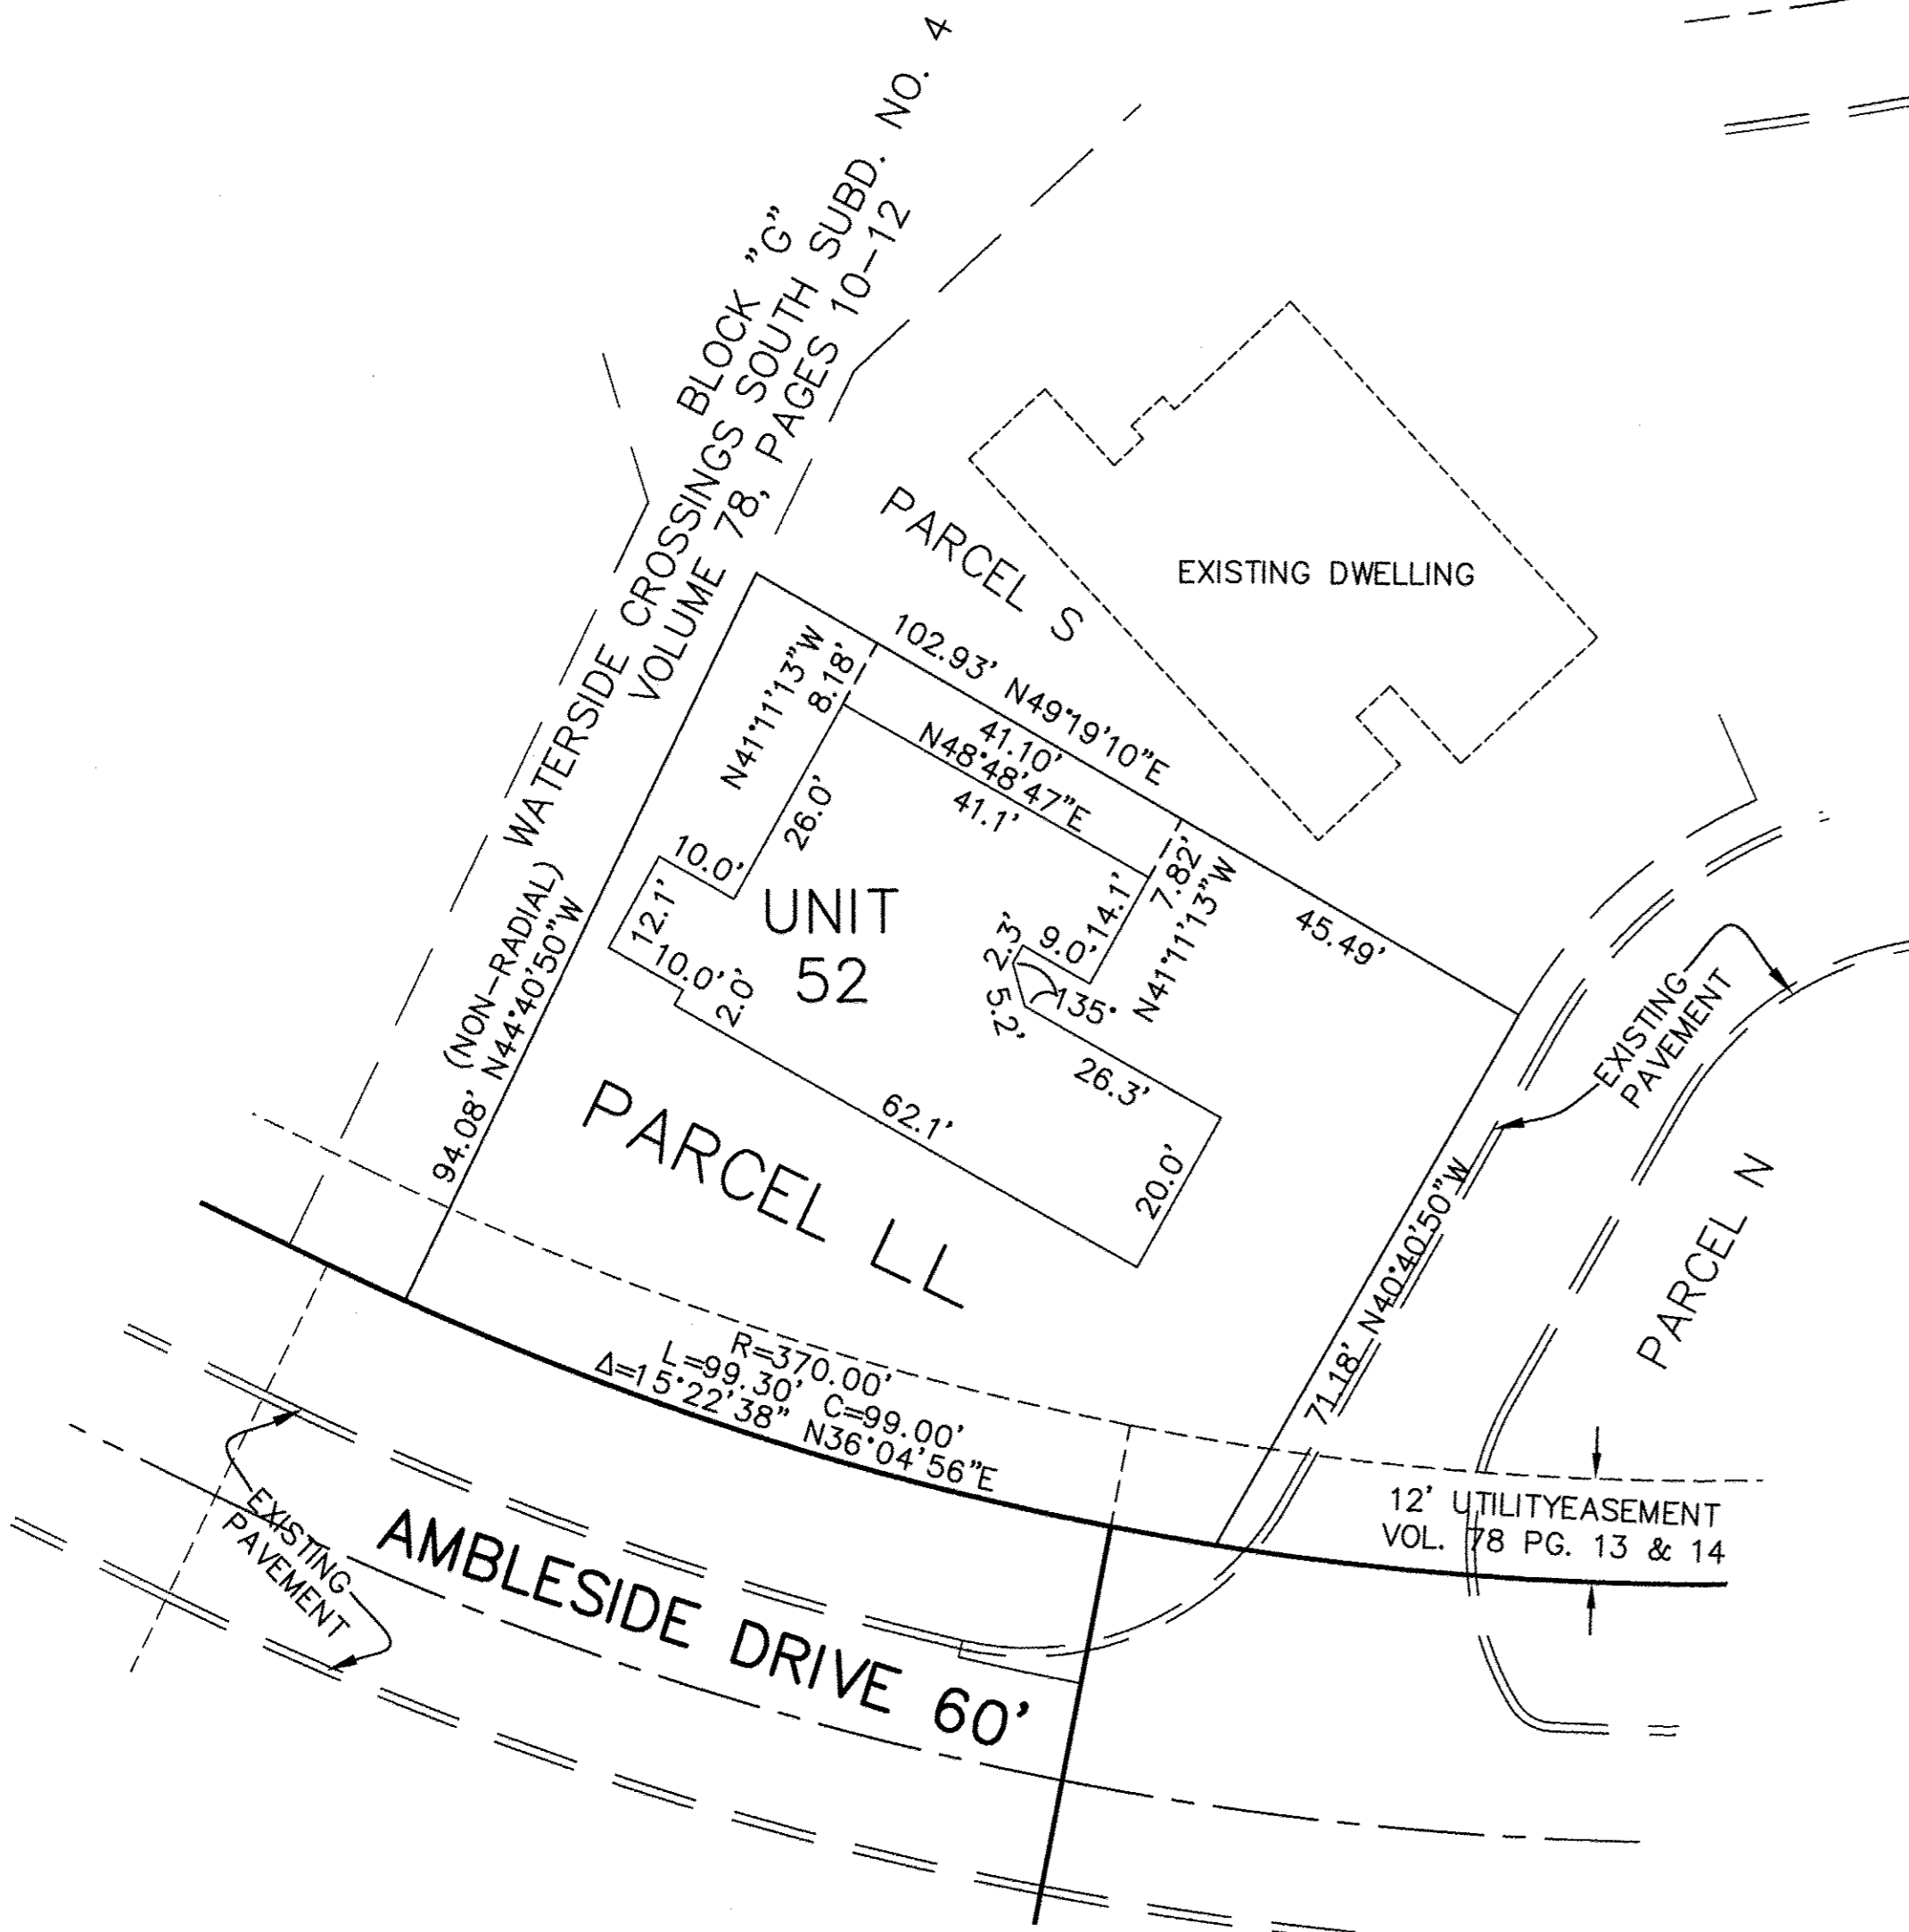 BLOCK "G"
WATERSIDE CROSSINGS SOUTH SUBD. NO. 4
VOLUME 78, PAGES 10-12
PARCEL S
EXISTING DWELLING
102.93' N49°19'10"E
N41°11'13"W
8.18'
41.10'
N48°48'47"E
41.1'
26.0'
10.0'
12.1'
10.0'
2.0'
UNIT
52
2.3'
9.0'
14.1'
7.82'
N41°11'13"W
5.2'
135°
45.49'
26.3'
62.1'
20.0'
(NON-RADIAL)
94.08' N44°40'50"W
PARCEL LL
EXISTING
PAVEMENT
71.18' N40°40'50"W
PARCEL N
R=370.00'
L=99.30' C=99.00'
Δ=15°22'38" N36°04'56"E
12' UTILITYEASEMENT
VOL. 78 PG. 13 & 14
EXISTING
PAVEMENT
AMBLESIDE DRIVE 60'